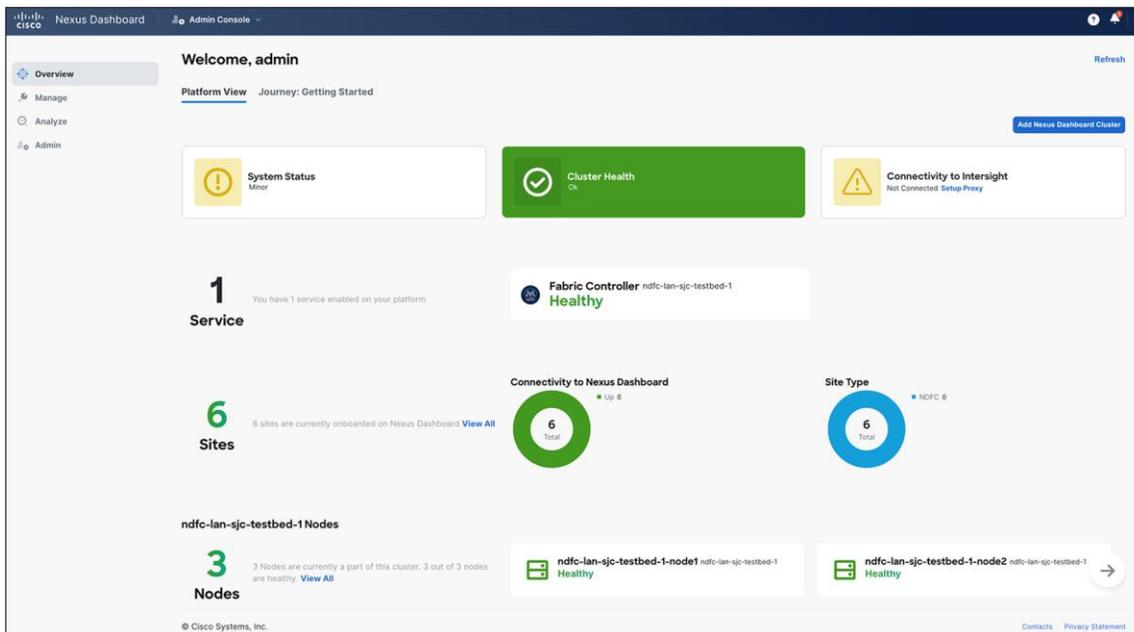 CISCO Nexus Dashboard Admin Console
Overview
Manage
Analyze
Admin
Welcome, admin
Refresh
Platform View Journey: Getting Started
Add Nexus Dashboard Cluster
System Status
Minor
Cluster Health
Ok
Connectivity to Intersight
Not Connected Setup Proxy
1
Service
You have 1 service enabled on your platform
Fabric Controller ndfc-lan-sjc-testbed-1
Healthy
6
Sites
6 sites are currently onboarded on Nexus Dashboard View All
Connectivity to Nexus Dashboard
Up 6
6
Total
Site Type
NDFC 6
6
Total
ndfc-lan-sjc-testbed-1 Nodes
3
Nodes
3 Nodes are currently a part of this cluster. 3 out of 3 nodes
are healthy. View All
ndfc-lan-sjc-testbed-1-node1 ndfc-lan-sjc-testbed-1
Healthy
ndfc-lan-sjc-testbed-1-node2 ndfc-lan-sjc-testbed-1
Healthy
© Cisco Systems, Inc.
Contacts Privacy Statement